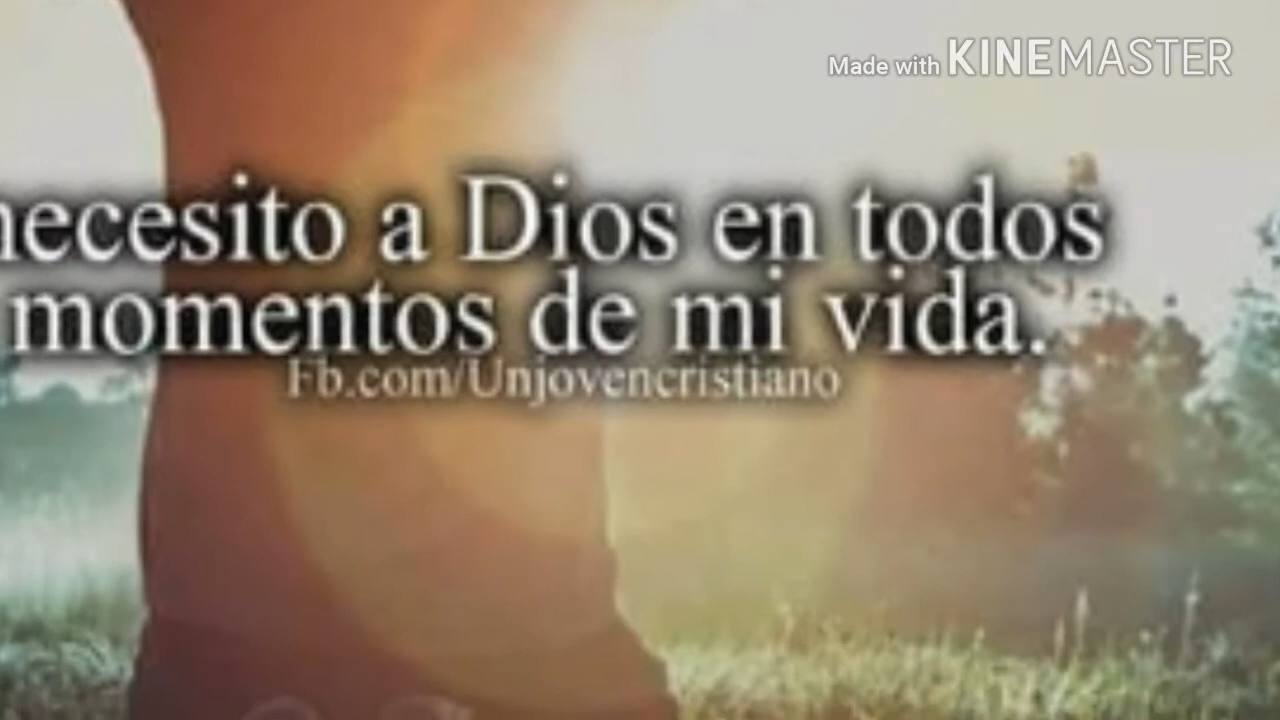 Made with KINEMASTER
necesito a Dios en todos
momentos de mi vida.
Fb.com/Unjovencristiano